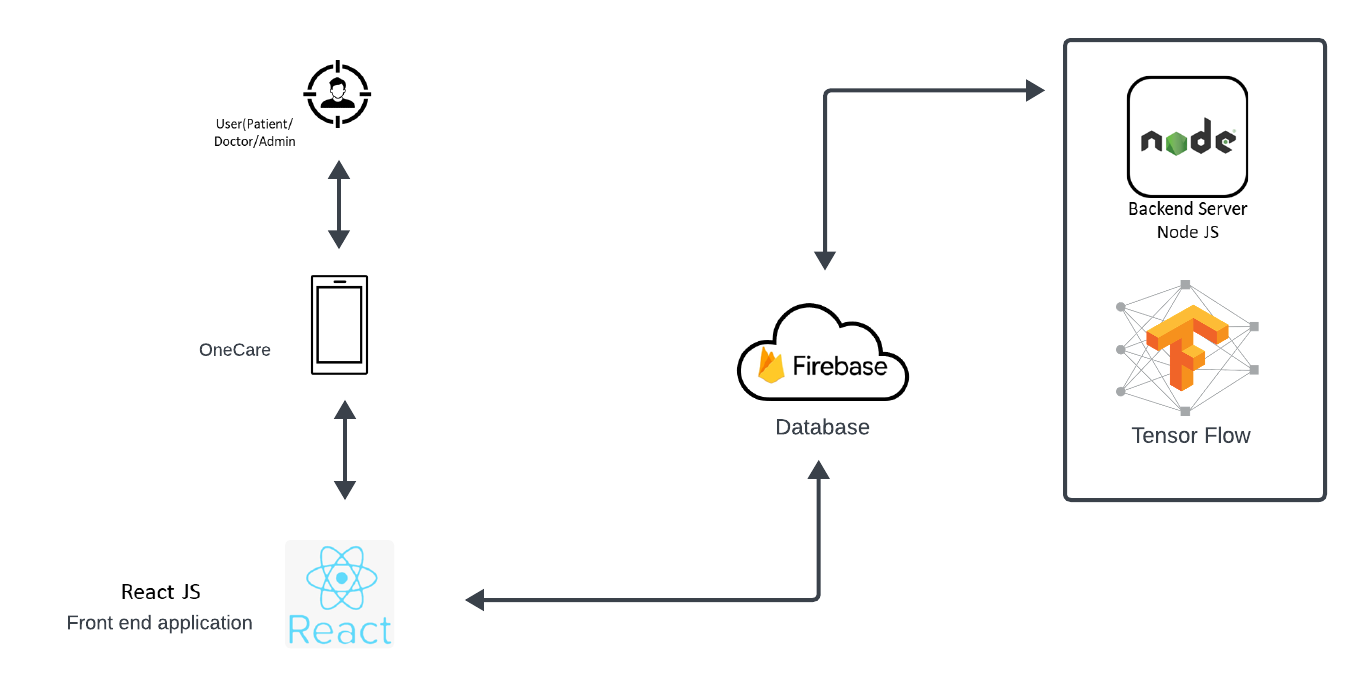 User(Patient/
Doctor/Admin
OneCare
React JS
Front end application
React
Firebase
Database
node
Backend Server
Node JS
Tensor Flow